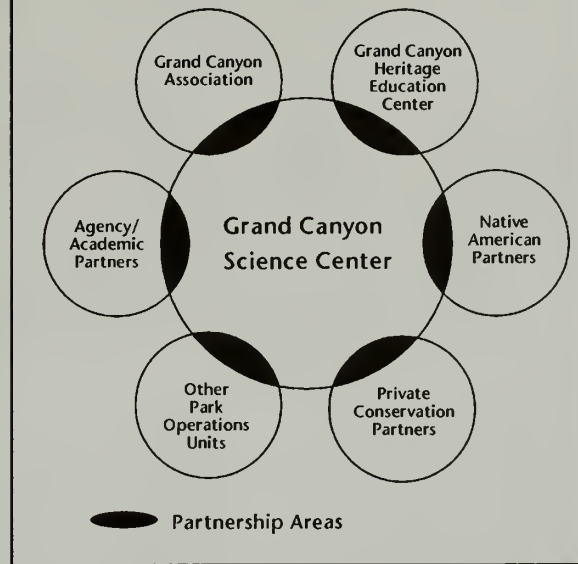 Grand Canyon
Association
Grand Canyon
Heritage
Education
Center
Agency/
Academic
Partners
Grand Canyon
Science Center
Native
American
Partners
Other
Park
Operations
Units
Private
Conservation
Partners
Partnership Areas